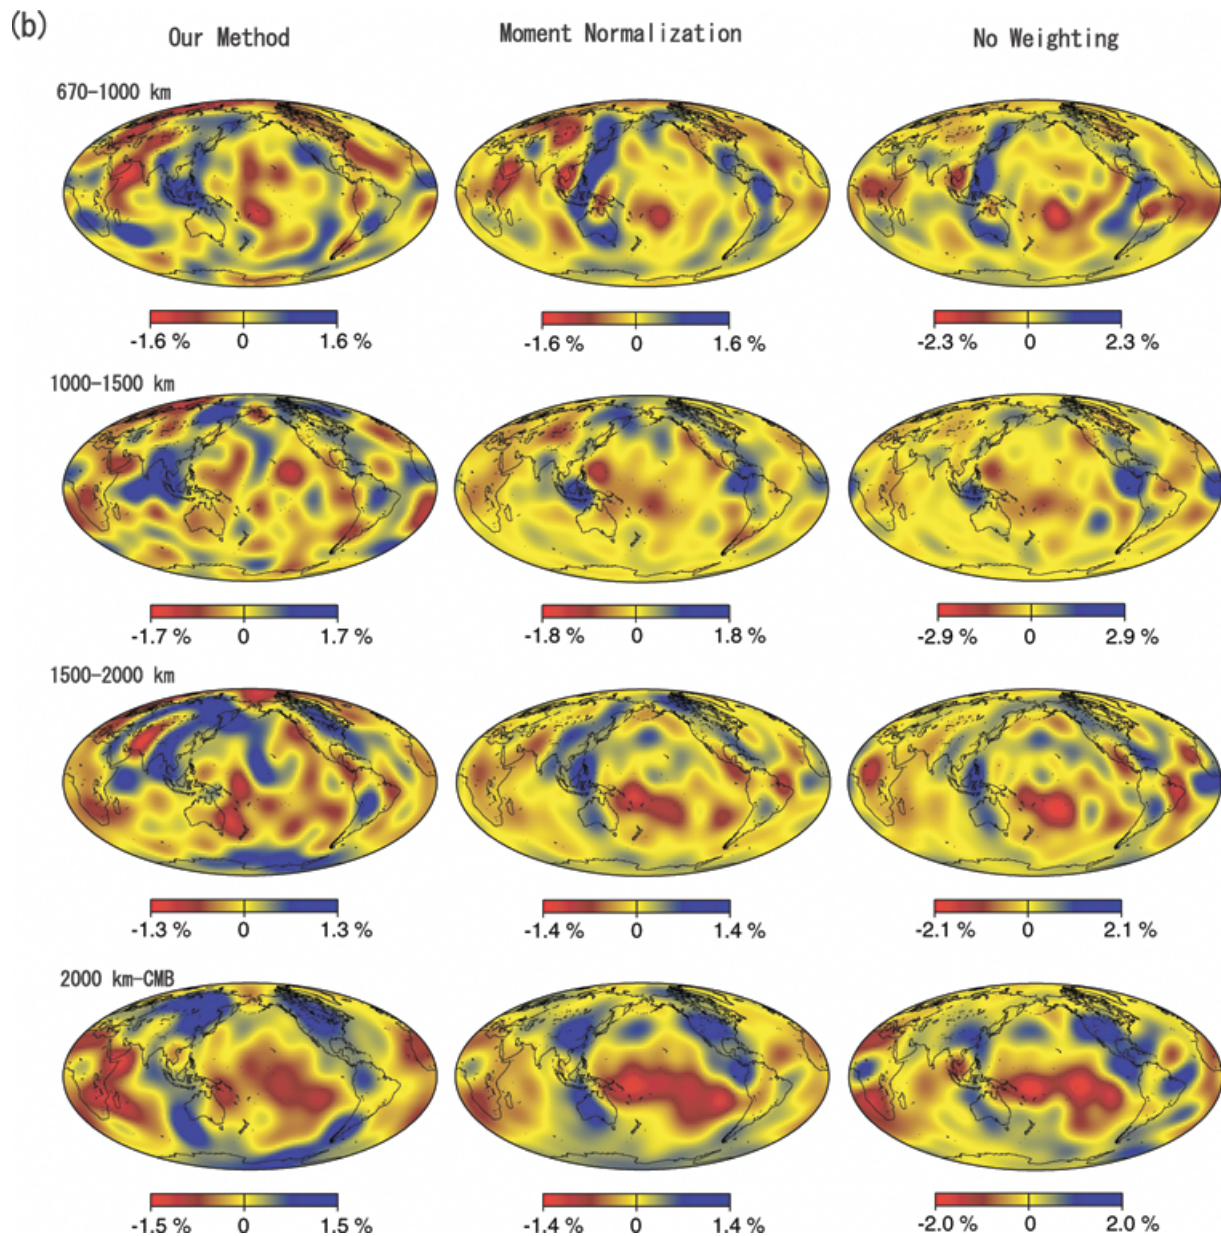 (b)
Our Method Moment Normalization No Weighting
670-1000 km
-1.6 % 0 1.6 % -1.6 % 0 1.6 % -2.3 % 0 2.3 %
1000-1500 km
-1.7 % 0 1.7 % -1.8 % 0 1.8 % -2.9 % 0 2.9 %
1500-2000 km
-1.3 % 0 1.3 % -1.4 % 0 1.4 % -2.1 % 0 2.1 %
2000 km-CMB
-1.5 % 0 1.5 % -1.4 % 0 1.4 % -2.0 % 0 2.0 %